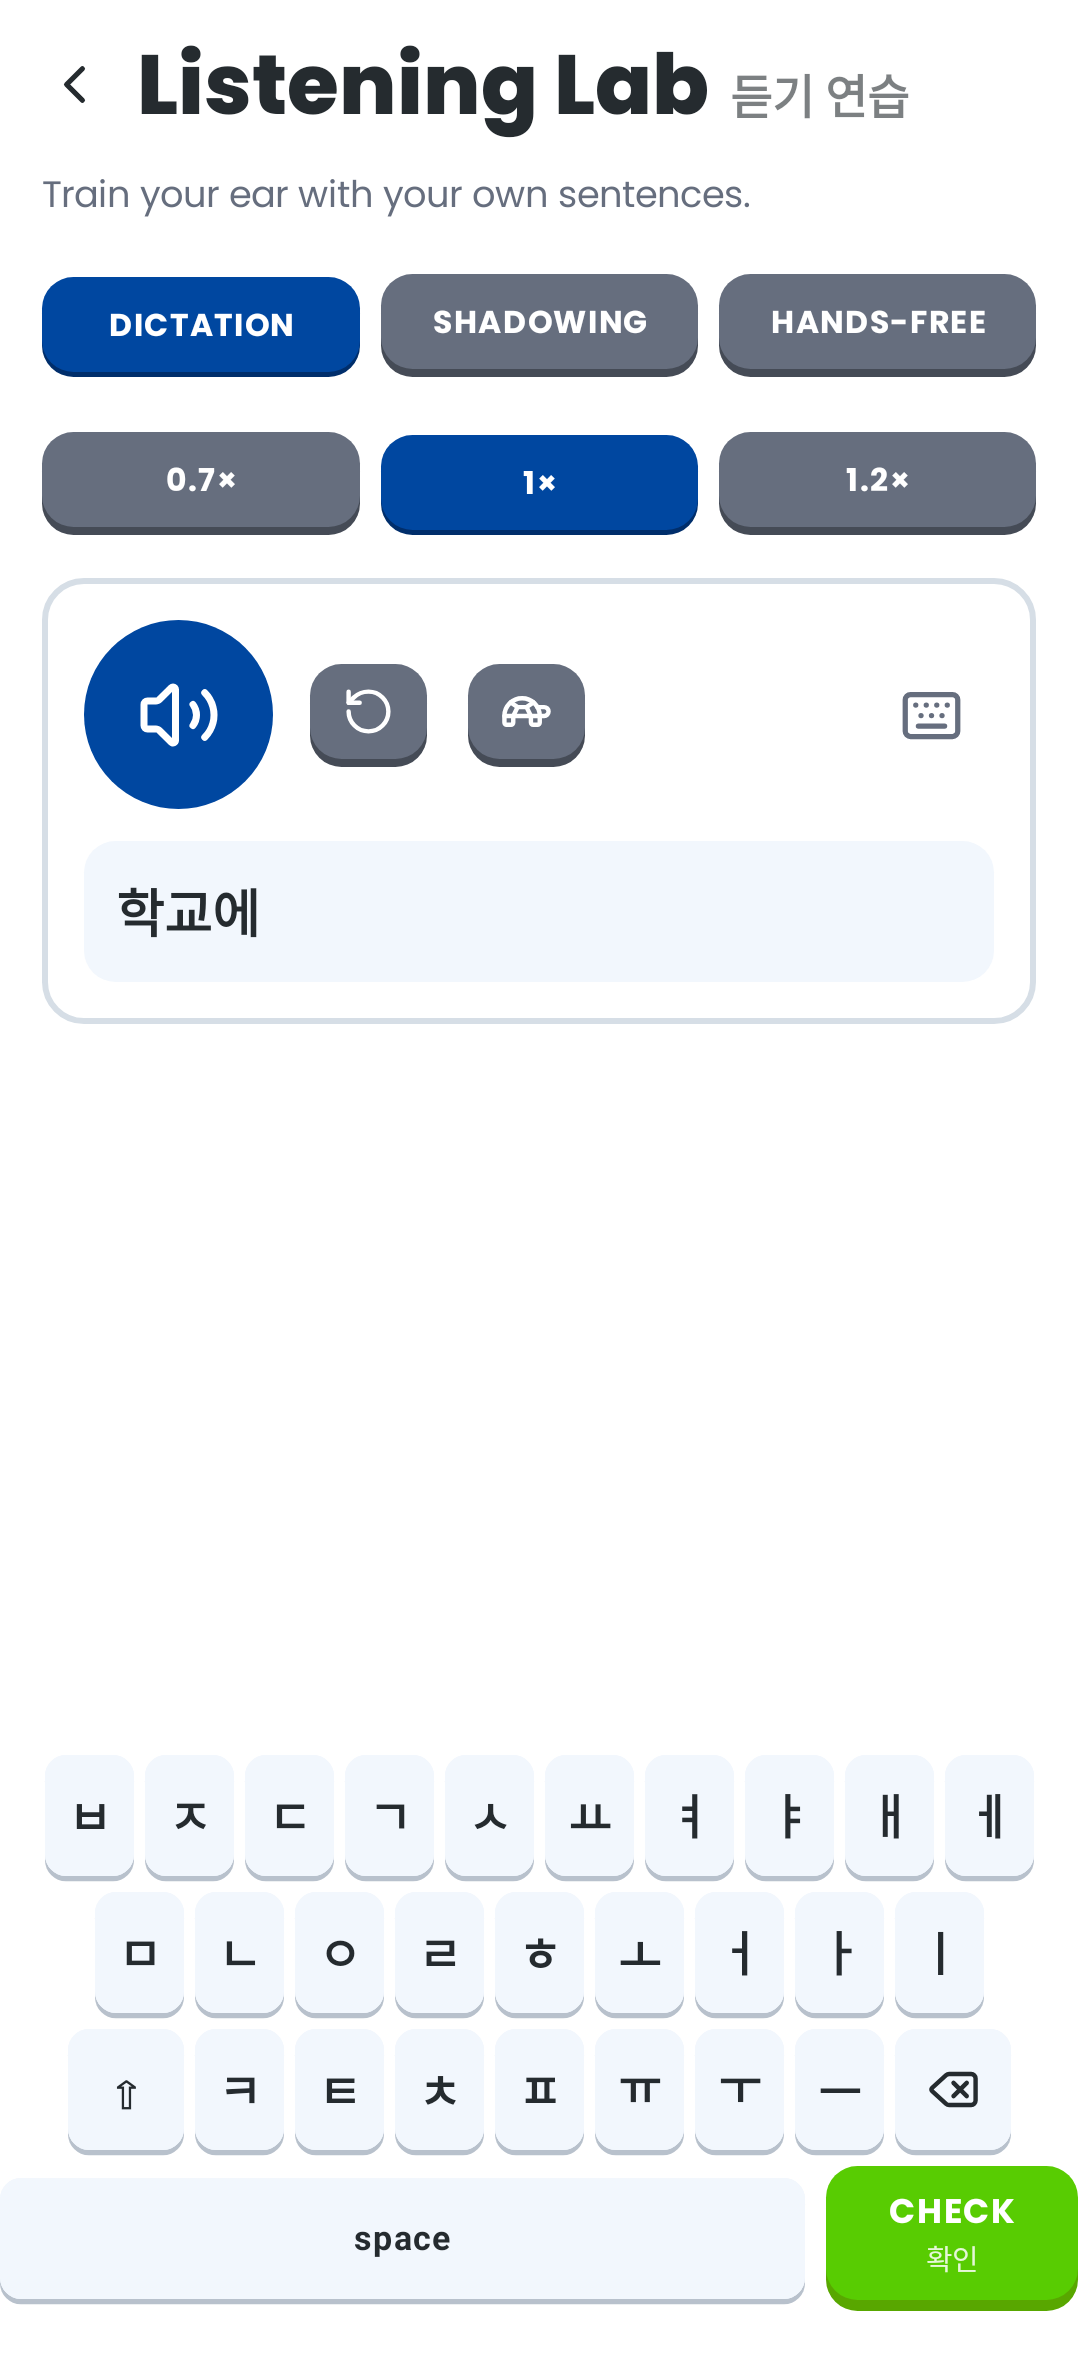 Listening Lab 듣기 연습
Train your ear with your own sentences.
DICTATION SHADOWING HANDS-FREE
0.7× 1× 1.2×
학교에
ㅂ ㅈ ㄷ ㄱ ㅅ ㅛ ㅕ ㅑ ㅐ ㅔ
ㅁ ㄴ ㅇ ㄹ ㅎ ㅗ ㅓ ㅏ ㅣ
⇧ ㅋ ㅌ ㅊ ㅍ ㅠ ㅜ ㅡ
space CHECK
확인